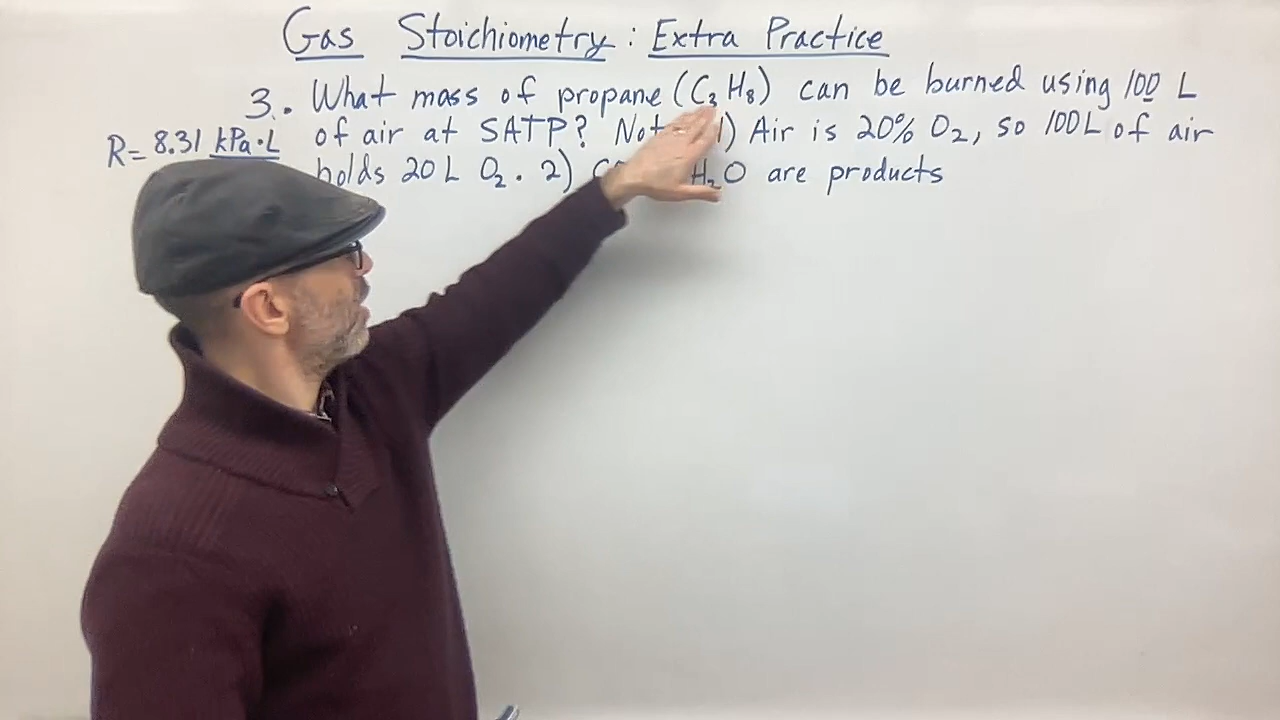 Gas Stoichiometry: Extra Practice
3. What mass of propane (C₃H₈) can be burned using 100 L
R = 8.31 kPa·L of air at SATP? Not 1) Air is 20% O₂, so 100L of air
holds 20 L O₂. 2) H₂O are products